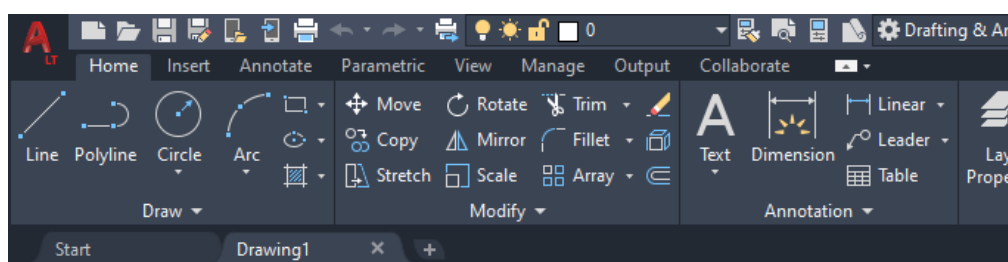 A LT
0
Drafting & An
Home Insert Annotate Parametric View Manage Output Collaborate
Move Rotate Trim Linear
Line Polyline Circle Arc Copy Mirror Fillet Text Dimension Leader Lay
Stretch Scale Array Table Prope
Draw Modify Annotation
Start Drawing1